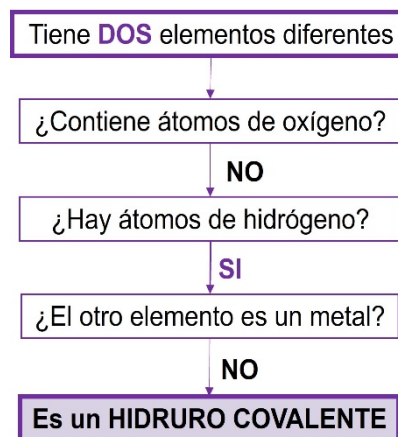 Tiene DOS elementos diferentes
¿Contiene átomos de oxígeno?
NO
¿Hay átomos de hidrógeno?
SI
¿El otro elemento es un metal?
NO
Es un HIDRURO COVALENTE